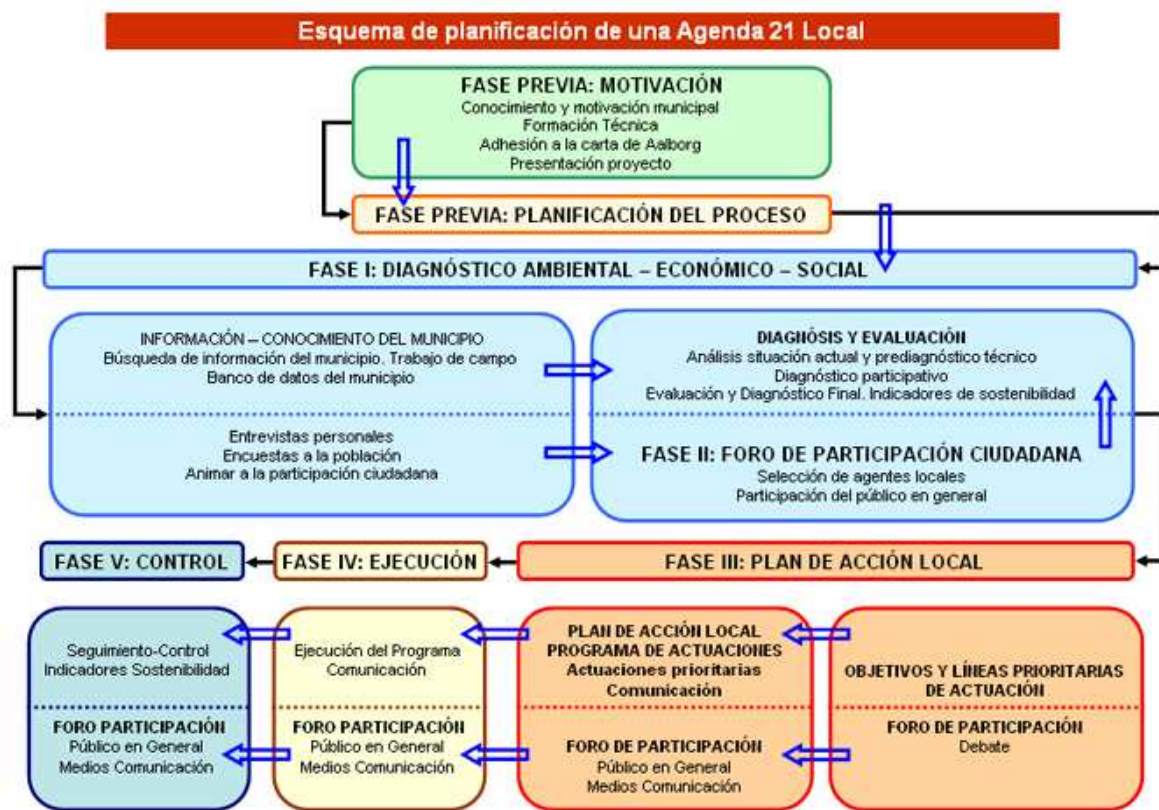 Esquema de planificación de una Agenda 21 Local
FASE PREVIA: MOTIVACIÓN
Conocimiento y motivación municipal
Formación Técnica
Adhesión a la carta de Aalborg
Presentación proyecto
FASE PREVIA: PLANIFICACIÓN DEL PROCESO
FASE I: DIAGNÓSTICO AMBIENTAL – ECONÓMICO – SOCIAL
INFORMACIÓN – CONOCIMIENTO DEL MUNICIPIO
Búsqueda de información del municipio. Trabajo de campo
Banco de datos del municipio
Entrevistas personales
Encuestas a la población
Animar a la participación ciudadana
DIAGNÓSIS Y EVALUACIÓN
Análisis situación actual y prediagnóstico técnico
Diagnóstico participativo
Evaluación y Diagnóstico Final. Indicadores de sostenibilidad
FASE II: FORO DE PARTICIPACIÓN CIUDADANA
Selección de agentes locales
Participación del público en general
FASE V: CONTROL
FASE IV: EJECUCIÓN
FASE III: PLAN DE ACCIÓN LOCAL
Seguimiento-Control
Indicadores Sostenibilidad
FORO PARTICIPACIÓN
Público en General
Medios Comunicación
Ejecución del Programa
Comunicación
FORO PARTICIPACIÓN
Público en General
Medios Comunicación
PLAN DE ACCIÓN LOCAL
PROGRAMA DE ACTUACIONES
Actuaciones prioritarias
Comunicación
FORO DE PARTICIPACIÓN
Público en General
Medios Comunicación
OBJETIVOS Y LÍNEAS PRIORITARIAS
DE ACTUACIÓN
FORO DE PARTICIPACIÓN
Debate